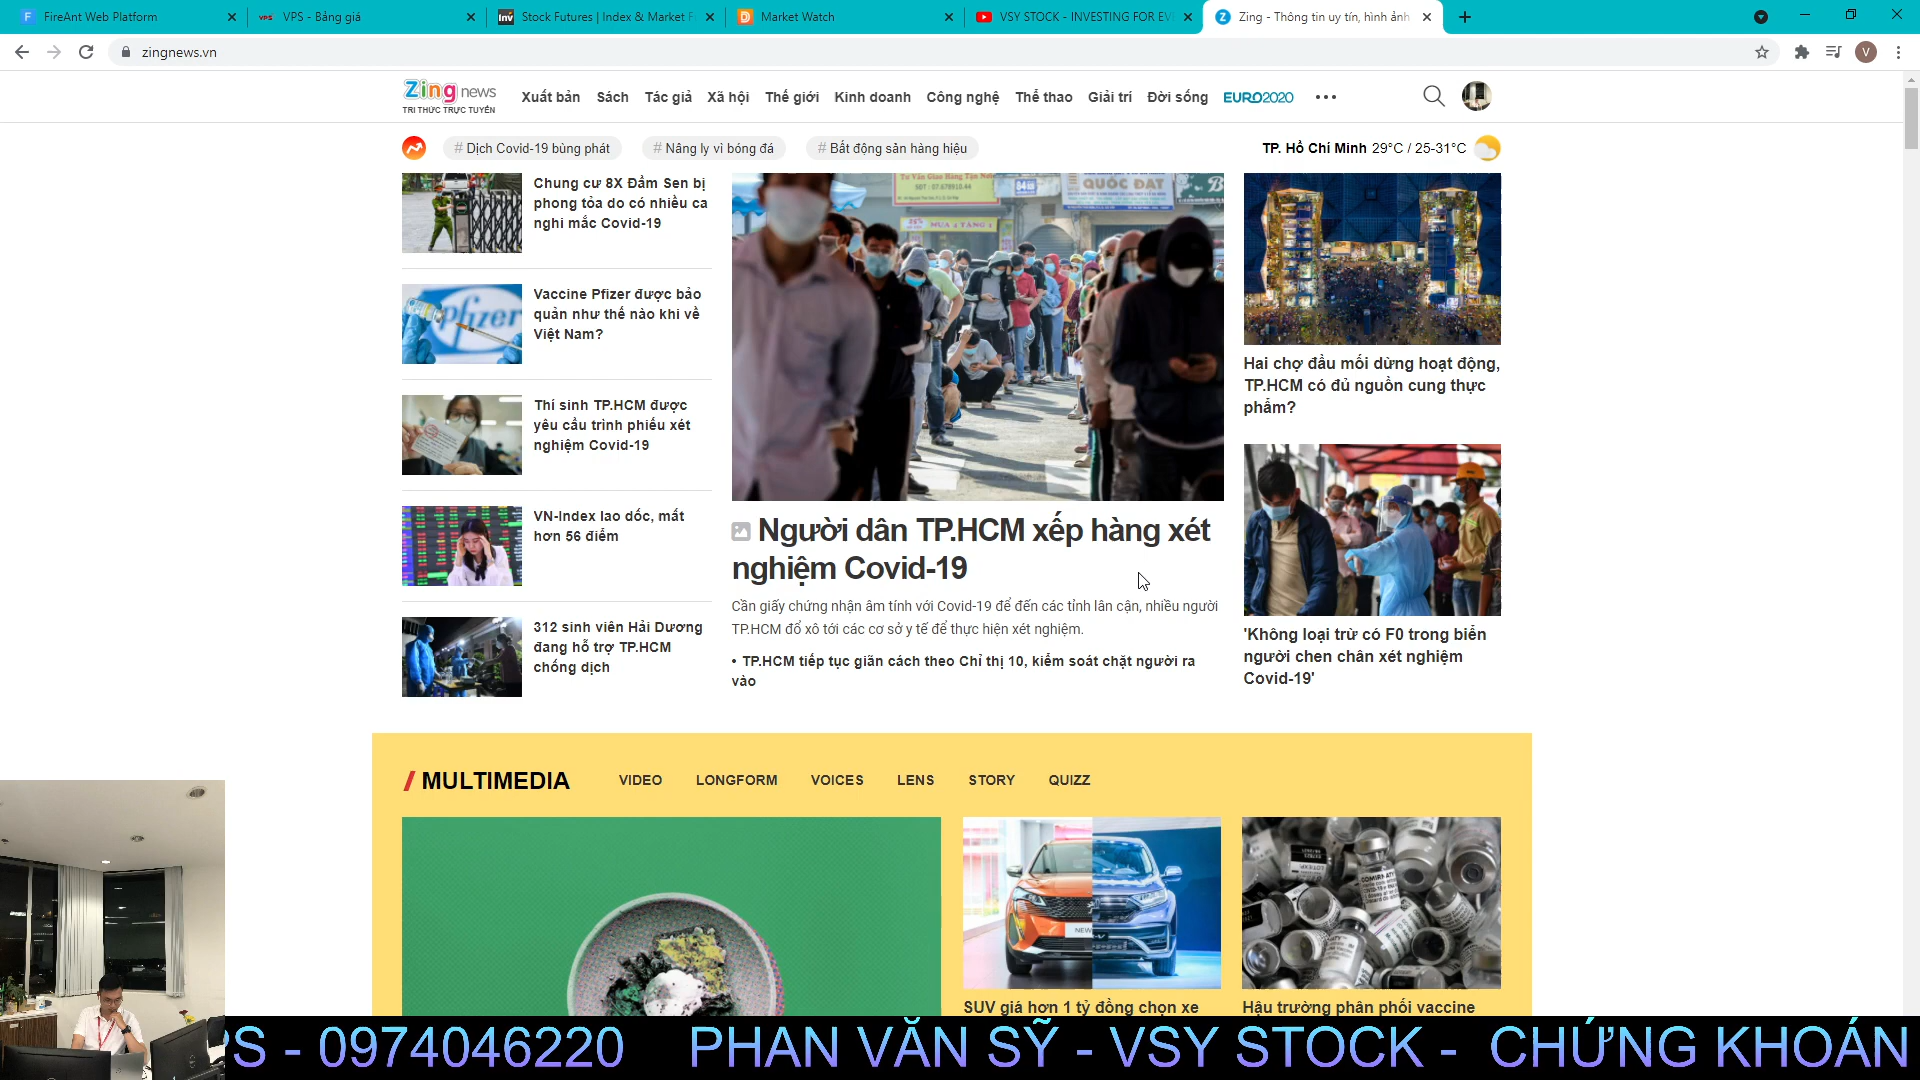 FireAnt Web Platform
VPS - Bảng giá
Stock Futures | Index & Market F
Market Watch
VSY STOCK - INVESTING FOR EV
Zing - Thông tin uy tín, hình ảnh
zingnews.vn
V
Zing news
TRI THỨC TRỰC TUYẾN
Xuất bản Sách Tác giả Xã hội Thế giới Kinh doanh Công nghệ Thể thao Giải trí Đời sống EURO2020
# Dịch Covid-19 bùng phát # Nâng ly vì bóng đá # Bất động sản hàng hiệu
TP. Hồ Chí Minh 29°C / 25-31°C
Chung cư 8X Đầm Sen bị
phong tỏa do có nhiều ca
nghi mắc Covid-19
Vaccine Pfizer được bảo
quản như thế nào khi về
Việt Nam?
Pfizer
Thí sinh TP.HCM được
yêu cầu trình phiếu xét
nghiệm Covid-19
VN-Index lao dốc, mất
hơn 56 điểm
312 sinh viên Hải Dương
đang hỗ trợ TP.HCM
chống dịch
QUỐC ĐẠT
Người dân TP.HCM xếp hàng xét
nghiệm Covid-19
Cần giấy chứng nhận âm tính với Covid-19 để đến các tỉnh lân cận, nhiều người
TP.HCM đổ xô tới các cơ sở y tế để thực hiện xét nghiệm.
• TP.HCM tiếp tục giãn cách theo Chỉ thị 10, kiểm soát chặt người ra
vào
Hai chợ đầu mối dừng hoạt động,
TP.HCM có đủ nguồn cung thực
phẩm?
'Không loại trừ có F0 trong biển
người chen chân xét nghiệm
Covid-19'
MULTIMEDIA
VIDEO LONGFORM VOICES LENS STORY QUIZZ
SUV giá hơn 1 tỷ đồng chọn xe
Hậu trường phân phối vaccine
PS - 0974046220 PHAN VĂN SỸ - VSY STOCK - CHỨNG KHOÁN